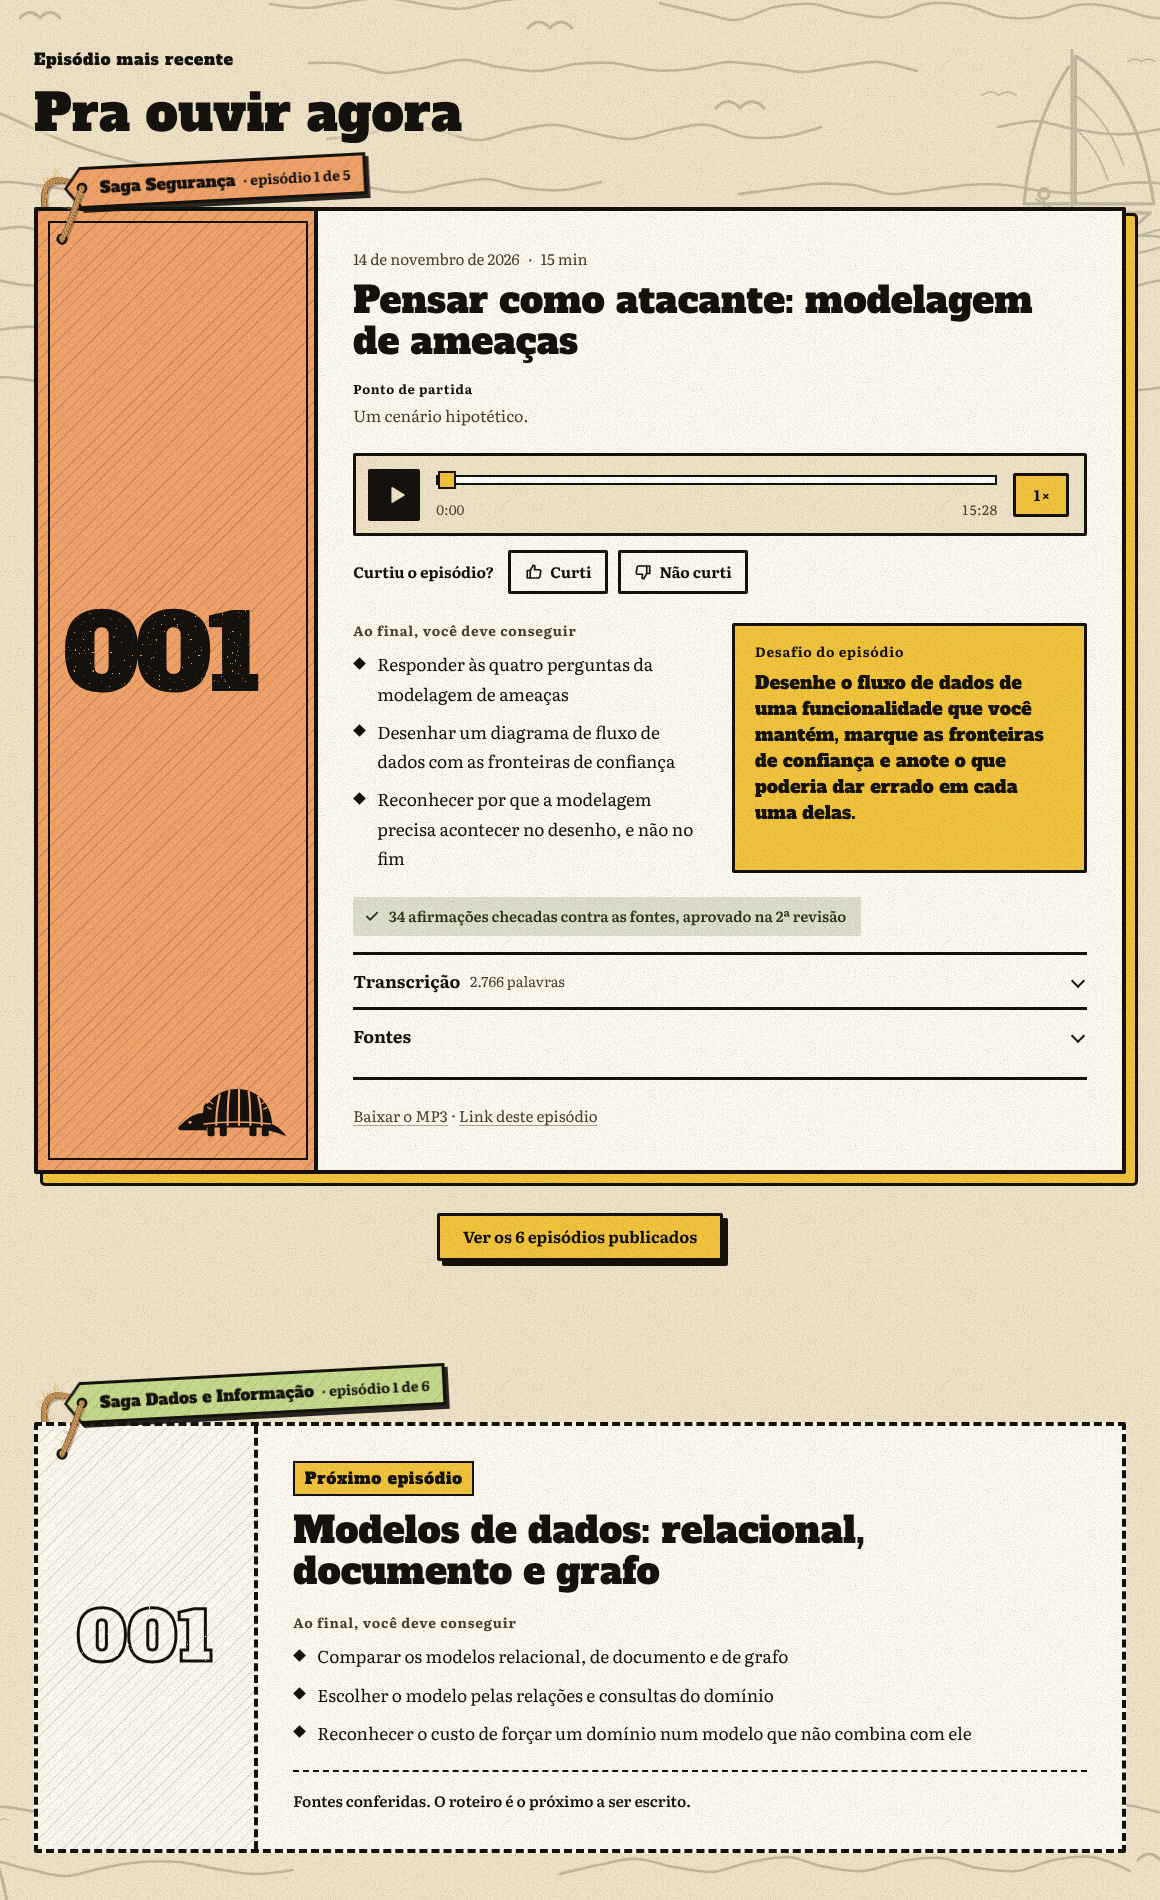 Episódio mais recente
Pra ouvir agora
Saga Segurança · episódio 1 de 5
001
14 de novembro de 2026 · 15 min
Pensar como atacante: modelagem
de ameaças
Ponto de partida
Um cenário hipotético.
0:00
15:28
1×
Curtiu o episódio?
Curti
Não curti
Ao final, você deve conseguir
Responder às quatro perguntas da
modelagem de ameaças
Desenhar um diagrama de fluxo de
dados com as fronteiras de confiança
Reconhecer por que a modelagem
precisa acontecer no desenho, e não no
fim
Desafio do episódio
Desenhe o fluxo de dados de
uma funcionalidade que você
mantém, marque as fronteiras
de confiança e anote o que
poderia dar errado em cada
uma delas.
34 afirmações checadas contra as fontes, aprovado na 2ª revisão
Transcrição 2.766 palavras
Fontes
Baixar o MP3 · Link deste episódio
Ver os 6 episódios publicados
Saga Dados e Informação · episódio 1 de 6
001
Próximo episódio
Modelos de dados: relacional,
documento e grafo
Ao final, você deve conseguir
Comparar os modelos relacional, de documento e de grafo
Escolher o modelo pelas relações e consultas do domínio
Reconhecer o custo de forçar um domínio num modelo que não combina com ele
Fontes conferidas. O roteiro é o próximo a ser escrito.